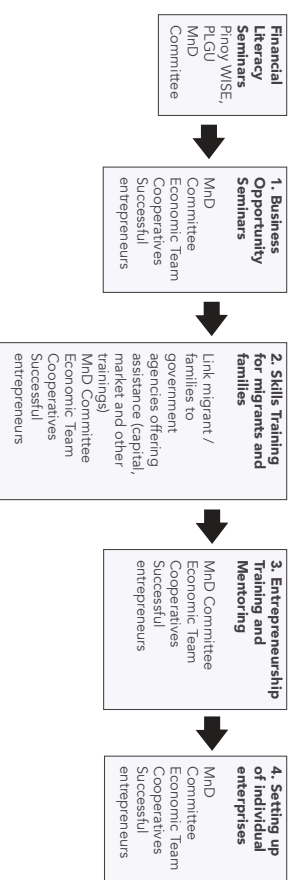 Financial
Literacy
Seminars
Pinoy WISE,
PLGU
MnD
Committee
1. Business
Opportunity
Seminars
MnD
Committee
Economic Team
Cooperatives
Successful
entrepreneurs
2. Skills Training
for migrants and
families
Link migrant /
families to
government
agencies offering
assistance (capital,
market and other
trainings)
MnD Committee
Economic Team
Cooperatives
Successful
entrepreneurs
3. Entrepreneurship
Training and
Mentoring
MnD Committee
Economic Team
Cooperatives
Successful
entrepreneurs
4. Setting up
of individual
enterprises
MnD
Committee
Economic Team
Cooperatives
Successful
entrepreneurs